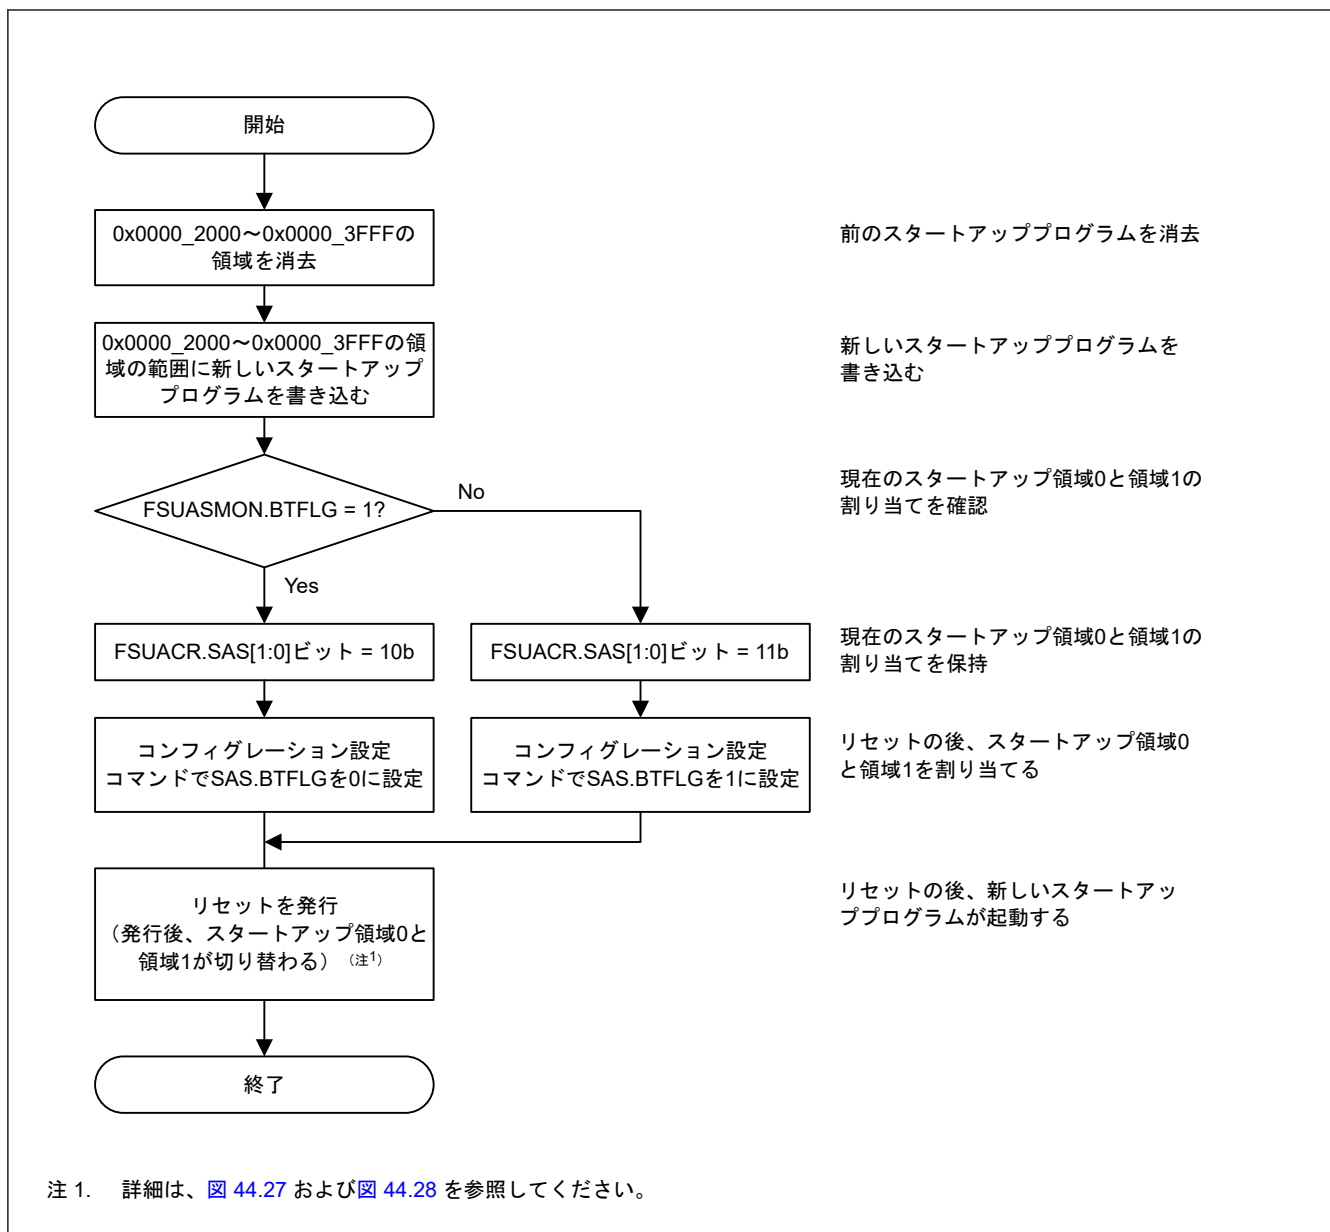 開始
0x0000_2000～0x0000_3FFFの
領域を消去
前のスタートアッププログラムを消去
0x0000_2000～0x0000_3FFFの領
域の範囲に新しいスタートアップ
プログラムを書き込む
新しいスタートアッププログラムを
書き込む
FSUASMON.BTFLG = 1?
No
Yes
現在のスタートアップ領域0と領域1の
割り当てを確認
FSUACR.SAS[1:0]ビット = 10b
FSUACR.SAS[1:0]ビット = 11b
現在のスタートアップ領域0と領域1の
割り当てを保持
コンフィグレーション設定
コマンドでSAS.BTFLGを0に設定
コンフィグレーション設定
コマンドでSAS.BTFLGを1に設定
リセットの後、スタートアップ領域0
と領域1を割り当てる
リセットを発行
（発行後、スタートアップ領域0と
領域1が切り替わる）（注1）
リセットの後、新しいスタートアッ
ププログラムが起動する
終了
注 1. 詳細は、図 44.27 および図 44.28 を参照してください。